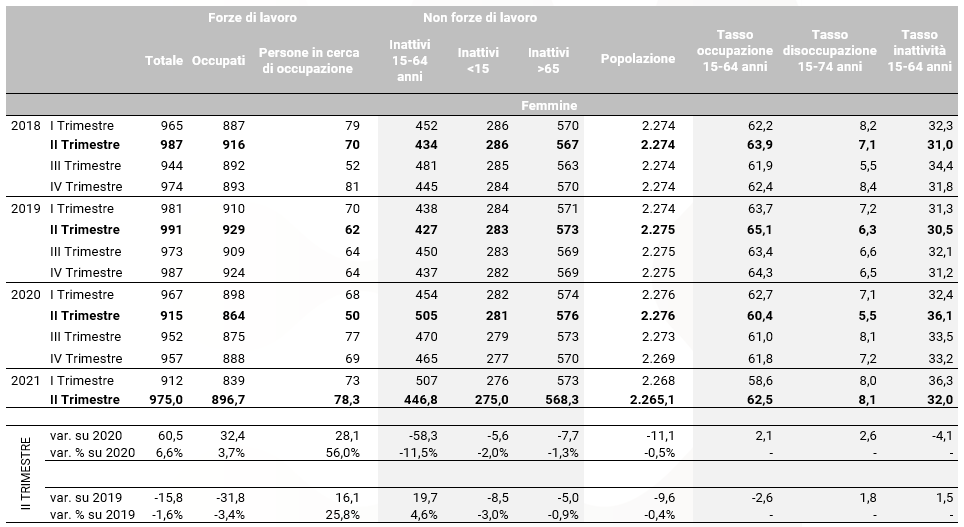 Forze di lavoro Non forze di lavoro
Totale Occupati Persone in cerca di occupazione Inattivi 15-64 anni Inattivi <15 Inattivi >65 Popolazione Tasso occupazione 15-64 anni Tasso disoccupazione 15-74 anni Tasso inattività 15-64 anni
Femmine
2018 I Trimestre 965 887 79 452 286 570 2.274 62,2 8,2 32,3
II Trimestre 987 916 70 434 286 567 2.274 63,9 7,1 31,0
III Trimestre 944 892 52 481 285 563 2.274 61,9 5,5 34,4
IV Trimestre 974 893 81 445 284 570 2.274 62,4 8,4 31,8
2019 I Trimestre 981 910 70 438 284 571 2.274 63,7 7,2 31,3
II Trimestre 991 929 62 427 283 573 2.275 65,1 6,3 30,5
III Trimestre 973 909 64 450 283 569 2.275 63,4 6,6 32,1
IV Trimestre 987 924 64 437 282 569 2.275 64,3 6,5 31,2
2020 I Trimestre 967 898 68 454 282 574 2.276 62,7 7,1 32,4
II Trimestre 915 864 50 505 281 576 2.276 60,4 5,5 36,1
III Trimestre 952 875 77 470 279 573 2.273 61,0 8,1 33,5
IV Trimestre 957 888 69 465 277 570 2.269 61,8 7,2 33,2
2021 I Trimestre 912 839 73 507 276 573 2.268 58,6 8,0 36,3
II Trimestre 975,0 896,7 78,3 446,8 275,0 568,3 2.265,1 62,5 8,1 32,0
II TRIMESTRE
var. su 2020 60,5 32,4 28,1 -58,3 -5,6 -7,7 -11,1 2,1 2,6 -4,1
var. % su 2020 6,6% 3,7% 56,0% -11,5% -2,0% -1,3% -0,5% - - -
var. su 2019 -15,8 -31,8 16,1 19,7 -8,5 -5,0 -9,6 -2,6 1,8 1,5
var. % su 2019 -1,6% -3,4% 25,8% 4,6% -3,0% -0,9% -0,4% - - -